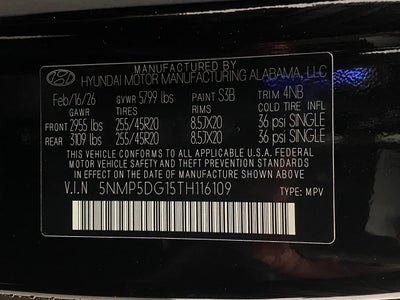 MANUFACTURED BY
HYUNDAI MOTOR MANUFACTURING ALABAMA, LLC
Feb/16/26 GVWR 5799 lbs PAINT S3B TRIM 4NB
GAWR TIRES RIMS COLD TIRE INFL
FRONT 2955 lbs 255/45R20 8.5JX20 36 psi SINGLE
REAR 3109 lbs 255/45R20 8.5JX20 36 psi SINGLE
THIS VEHICLE CONFORMS TO ALL APPLICABLE U.S.A. FEDERAL
MOTOR VEHICLE SAFETY AND THEFT PREVENTION STANDARDS
IN EFFECT ON THE DATE OF MANUFACTURE SHOWN ABOVE.
V.I.N 5NMP5DG15TH116109 TYPE: MPV